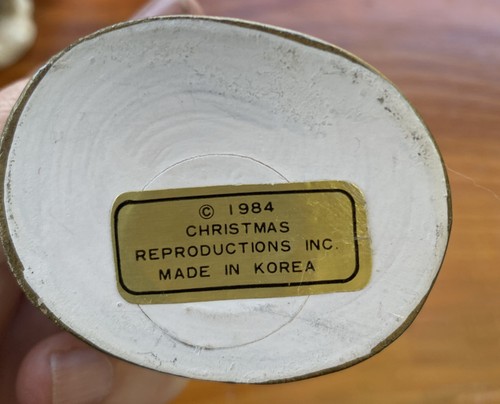 © 1984
CHRISTMAS
REPRODUCTIONS INC.
MADE IN KOREA